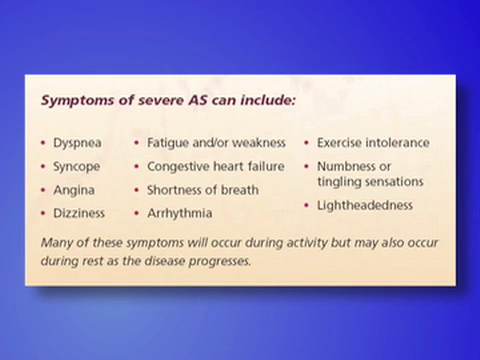 Symptoms of severe AS can include:
• Dyspnea
• Syncope
• Angina
• Dizziness
• Fatigue and/or weakness
• Congestive heart failure
• Shortness of breath
• Arrhythmia
• Exercise intolerance
• Numbness or
tingling sensations
• Lightheadedness
Many of these symptoms will occur during activity but may also occur
during rest as the disease progresses.